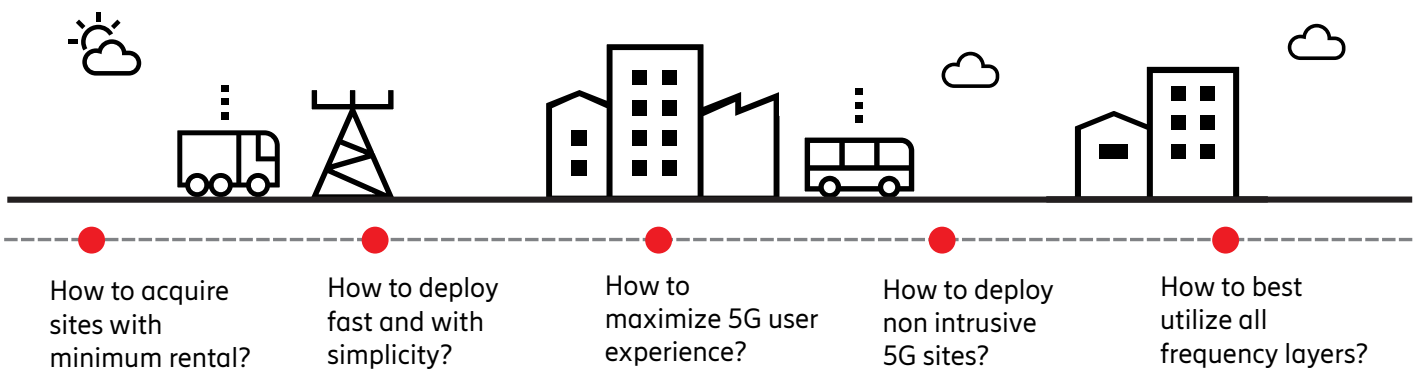 How to acquire
sites with
minimum rental?
How to deploy
fast and with
simplicity?
How to
maximize 5G user
experience?
How to deploy
non intrusive
5G sites?
How to best
utilize all
frequency layers?